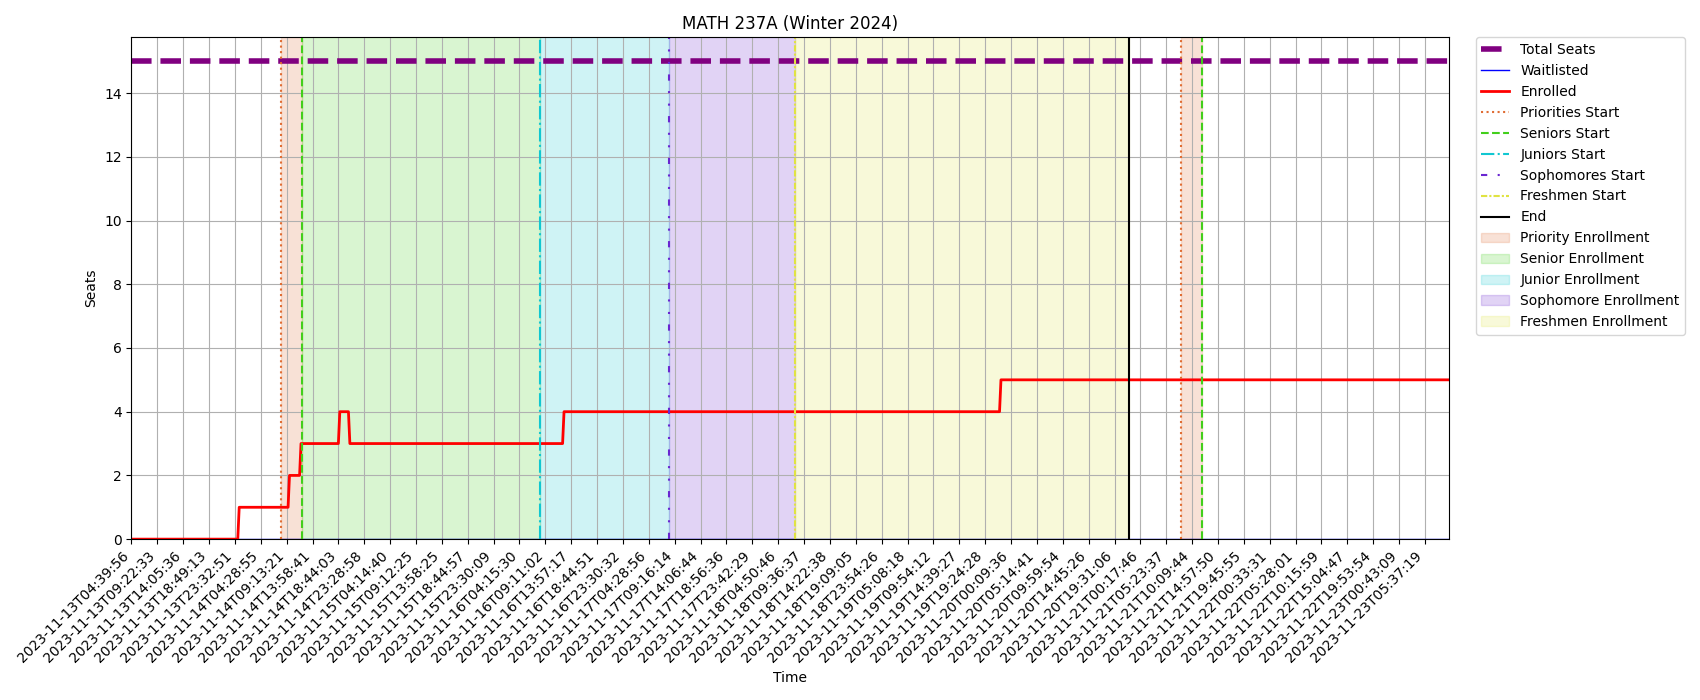 MATH 237A (Winter 2024)
Seats
14
12
10
8
6
4
2
0
2023-11-13T04:39:56
2023-11-13T09:22:33
2023-11-13T14:05:36
2023-11-13T18:49:13
2023-11-13T23:32:51
2023-11-14T04:28:55
2023-11-14T09:13:21
2023-11-14T13:58:41
2023-11-14T18:44:03
2023-11-14T23:28:58
2023-11-15T04:14:40
2023-11-15T09:12:25
2023-11-15T13:58:25
2023-11-15T18:44:57
2023-11-15T23:30:09
2023-11-16T04:15:30
2023-11-16T09:11:02
2023-11-16T13:57:17
2023-11-16T18:44:51
2023-11-16T23:30:32
2023-11-17T04:28:56
2023-11-17T09:16:14
2023-11-17T14:06:44
2023-11-17T18:56:36
2023-11-17T23:42:29
2023-11-18T04:50:46
2023-11-18T09:36:37
2023-11-18T14:22:38
2023-11-18T19:09:05
2023-11-18T23:54:26
2023-11-19T05:08:18
2023-11-19T09:54:12
2023-11-19T14:39:27
2023-11-19T19:24:28
2023-11-20T00:09:36
2023-11-20T05:14:41
2023-11-20T09:59:54
2023-11-20T14:45:26
2023-11-20T19:31:06
2023-11-21T00:17:46
2023-11-21T05:23:37
2023-11-21T10:09:44
2023-11-21T14:57:50
2023-11-21T19:45:55
2023-11-22T00:33:31
2023-11-22T05:28:01
2023-11-22T10:15:59
2023-11-22T15:04:47
2023-11-22T19:53:54
2023-11-23T00:43:09
2023-11-23T05:37:19
Time
Total Seats
Waitlisted
Enrolled
Priorities Start
Seniors Start
Juniors Start
Sophomores Start
Freshmen Start
End
Priority Enrollment
Senior Enrollment
Junior Enrollment
Sophomore Enrollment
Freshmen Enrollment